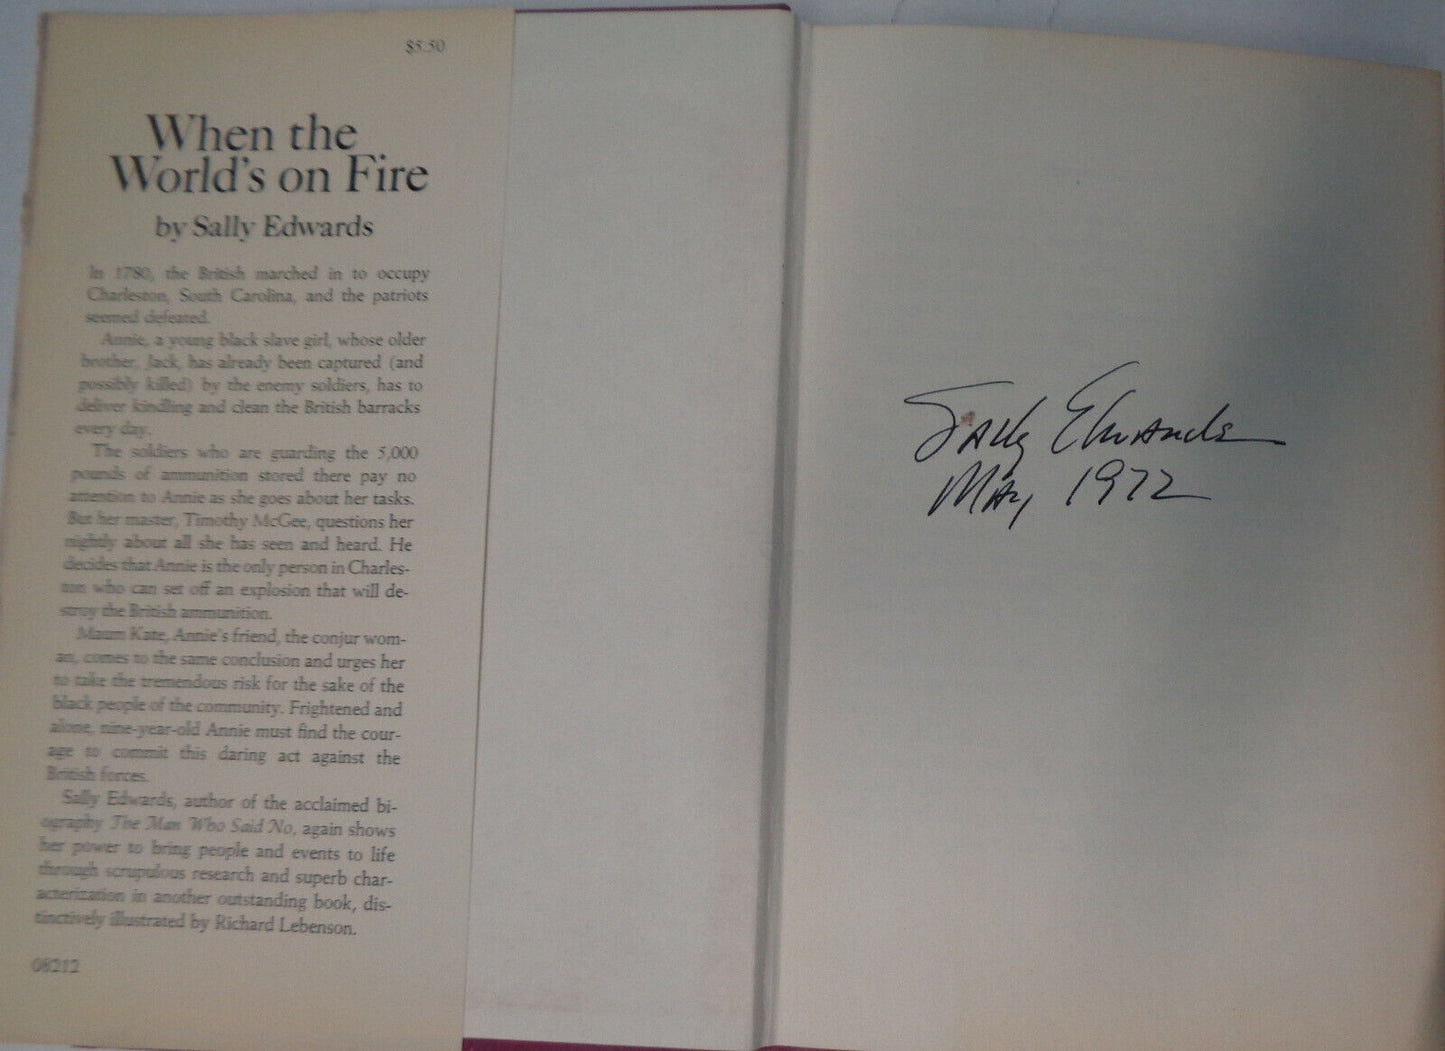 $5.50
When the
World's on Fire
by Sally Edwards
In 1780, the British marched in to occupy
Charleston, South Carolina, and the patriots
seemed defeated.
Annie, a young black slave girl, whose older
brother, Jack, has already been captured (and
possibly killed) by the enemy soldiers, has to
deliver kindling and clean the British barracks
every day.
The soldiers who are guarding the 5,000
pounds of ammunition stored there pay no
attention to Annie as she goes about her tasks.
But her master, Timothy McGee, questions her
nightly about all she has seen and heard. He
decides that Annie is the only person in Charles-
ton who can set off an explosion that will de-
stroy the British ammunition.
Maum Kate, Annie's friend, the conjur wom-
an, comes to the same conclusion and urges her
to take the tremendous risk for the sake of the
black people of the community. Frightened and
alone, nine-year-old Annie must find the cour-
age to commit this daring act against the
British forces.
Sally Edwards, author of the acclaimed bi-
ography The Man Who Said No, again shows
her power to bring people and events to life
through scrupulous research and superb char-
acterization in another outstanding book, dis-
tinctively illustrated by Richard Lebenson.
08212
Sally Edwards
May, 1972